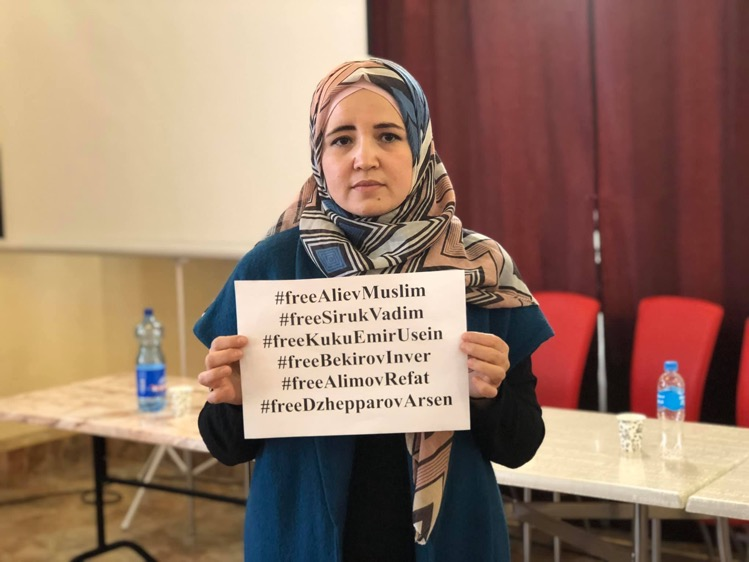 #freeAlievMuslim
#freeSirukVadim
#freeKukuEmirUsein
#freeBekirovInver
#freeAlimovRefat
#freeDzhepparovArsen